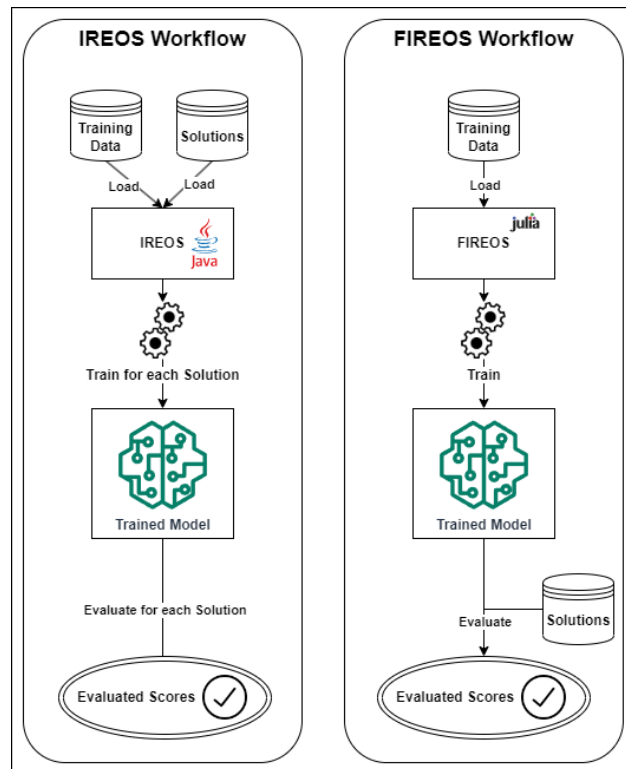 IREOS Workflow
Training
Data
Solutions
Load
Load
IREOS
Java
Train for each Solution
Trained Model
Evaluate for each Solution
Evaluated Scores
FIREOS Workflow
Training
Data
Load
julia
FIREOS
Train
Trained Model
Solutions
Evaluate
Evaluated Scores